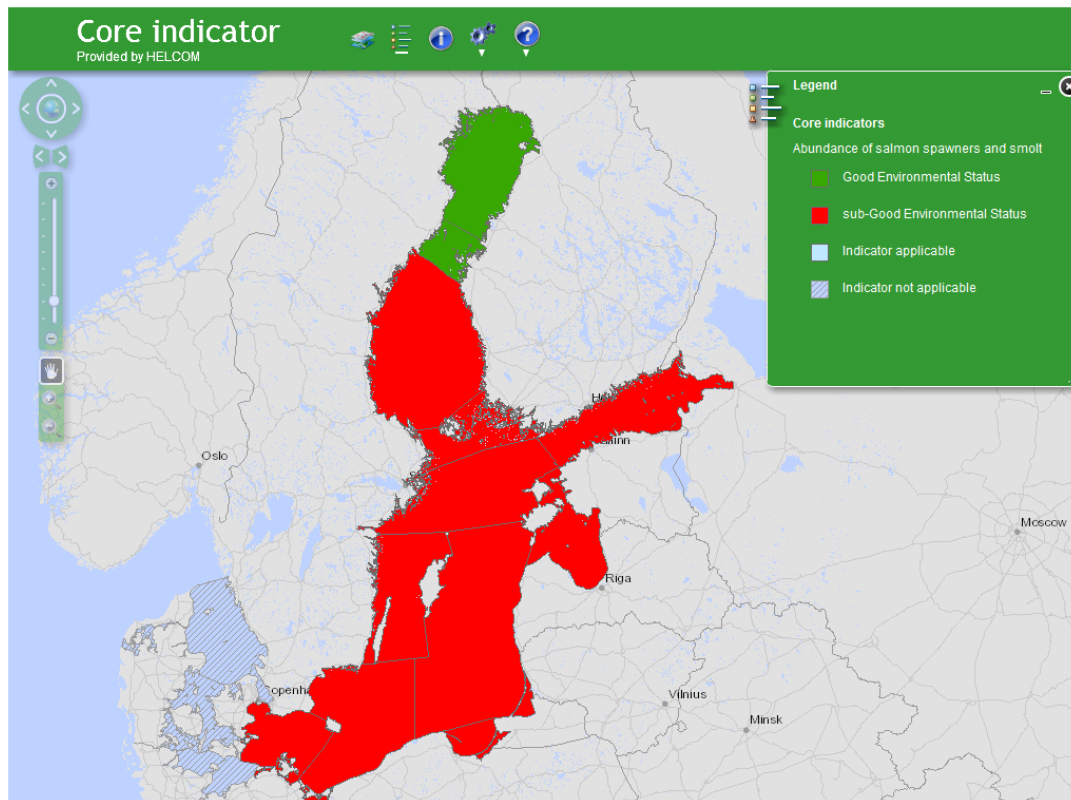 Core indicator
Provided by HELCOM
Legend
Core indicators
Abundance of salmon spawners and smolt
Good Environmental Status
sub-Good Environmental Status
Indicator applicable
Indicator not applicable
Oslo
Moscow
Riga
Vilnius
Minsk